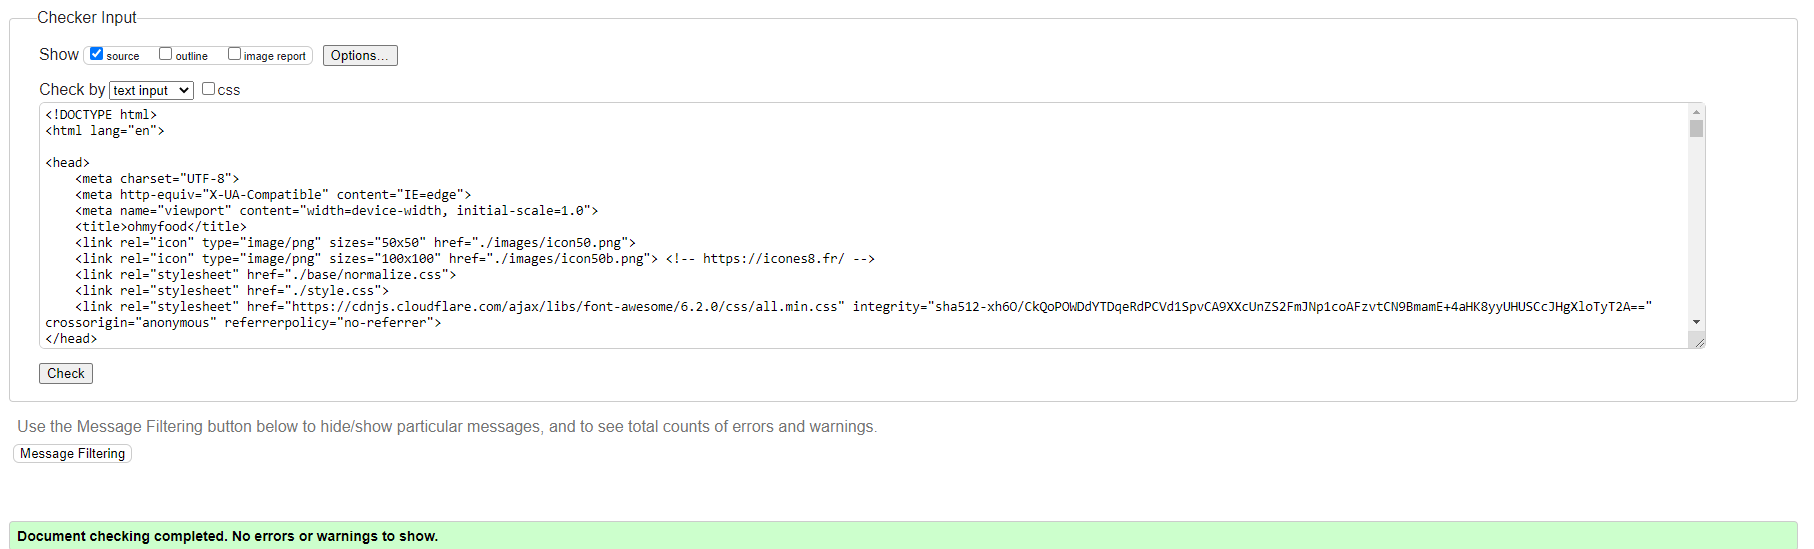 Checker Input
Show source outline image report Options...
Check by text input css
<!DOCTYPE html>
<html lang="en">
<head>
<meta charset="UTF-8">
<meta http-equiv="X-UA-Compatible" content="IE=edge">
<meta name="viewport" content="width=device-width, initial-scale=1.0">
<title>ohmyfood</title>
<link rel="icon" type="image/png" sizes="50x50" href="./images/icon50.png">
<link rel="icon" type="image/png" sizes="100x100" href="./images/icon50b.png"> <!-- https://icones8.fr/ -->
<link rel="stylesheet" href="./base/normalize.css">
<link rel="stylesheet" href="./style.css">
<link rel="stylesheet" href="https://cdnjs.cloudflare.com/ajax/libs/font-awesome/6.2.0/css/all.min.css" integrity="sha512-xh6O/CkQoPOWDdYTDqeRdPCVd1SpvCA9XXcUnZS2FmJNp1coAFzvtCN9BmamE+4aHK8yyUHUSCcJHgXloTyT2A=="
crossorigin="anonymous" referrerpolicy="no-referrer">
</head>
Check
Use the Message Filtering button below to hide/show particular messages, and to see total counts of errors and warnings.
Message Filtering
Document checking completed. No errors or warnings to show.